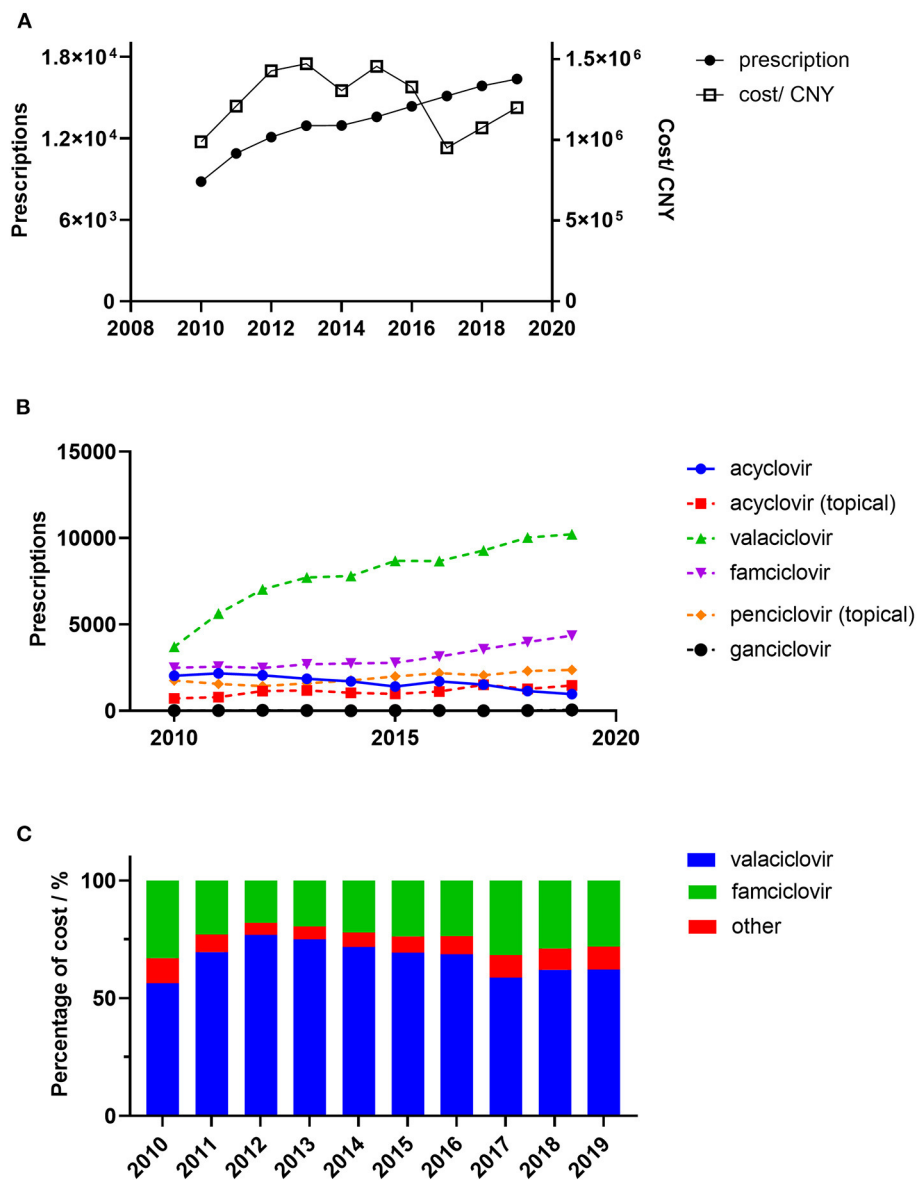 A
1.8×10⁴
1.2×10⁴
6×10³
0
Prescriptions
1.5×10⁶
1×10⁶
5×10⁵
0
Cost/ CNY
2008 2010 2012 2014 2016 2018 2020
prescription
cost/ CNY
B
15000
10000
5000
0
Prescriptions
2010 2015 2020
acyclovir
acyclovir (topical)
valaciclovir
famciclovir
penciclovir (topical)
ganciclovir
C
100
50
0
Percentage of cost / %
2010 2011 2012 2013 2014 2015 2016 2017 2018 2019
valaciclovir
famciclovir
other